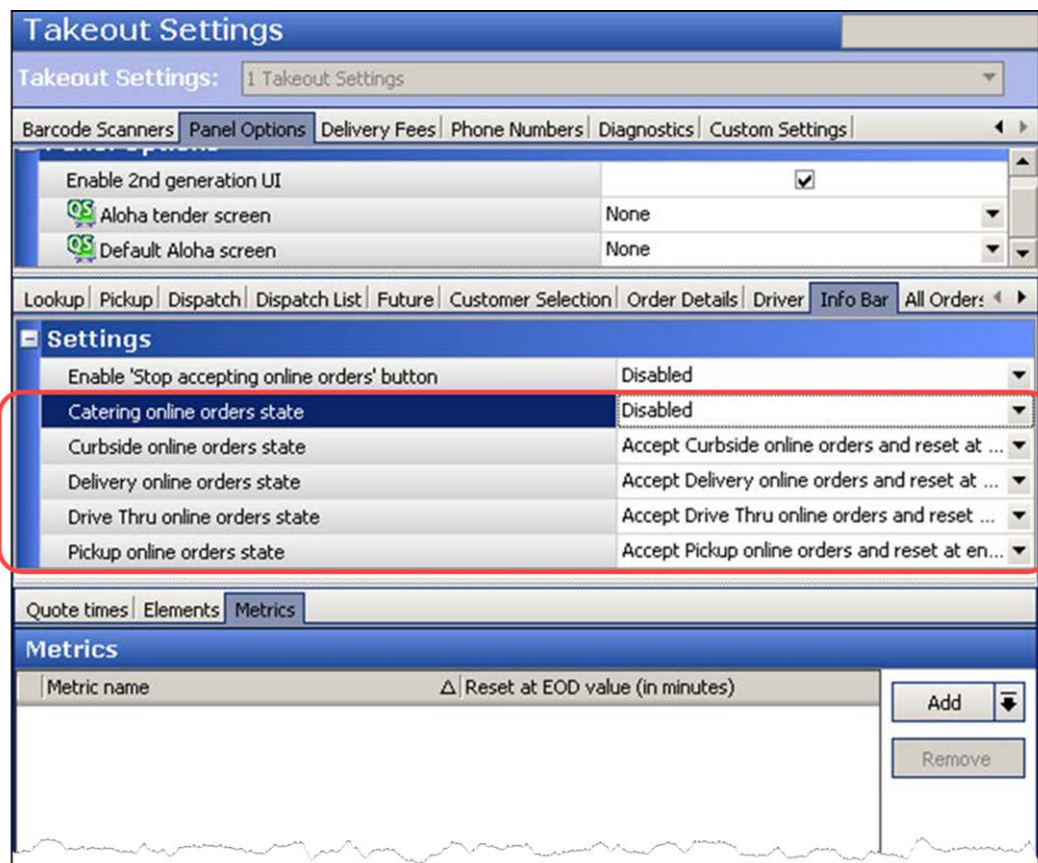 Takeout Settings
Takeout Settings: 1 Takeout Settings
Barcode Scanners Panel Options Delivery Fees Phone Numbers Diagnostics Custom Settings
Enable 2nd generation UI
QS Aloha tender screen None
QS Default Aloha screen None
Lookup Pickup Dispatch Dispatch List Future Customer Selection Order Details Driver Info Bar All Orders
Settings
Enable 'Stop accepting online orders' button Disabled
Catering online orders state Disabled
Curbside online orders state Accept Curbside online orders and reset at ...
Delivery online orders state Accept Delivery online orders and reset at ...
Drive Thru online orders state Accept Drive Thru online orders and reset ...
Pickup online orders state Accept Pickup online orders and reset at en...
Quote times Elements Metrics
Metrics
Metric name Reset at EOD value (in minutes)
Add
Remove